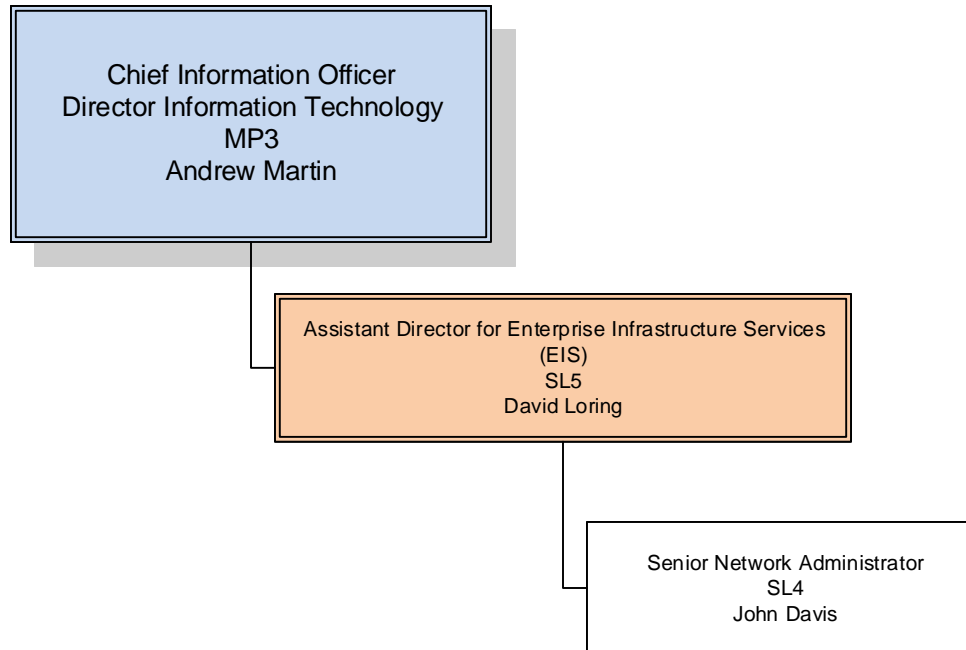 Chief Information Officer
Director Information Technology
MP3
Andrew Martin
Assistant Director for Enterprise Infrastructure Services
(EIS)
SL5
David Loring
Senior Network Administrator
SL4
John Davis